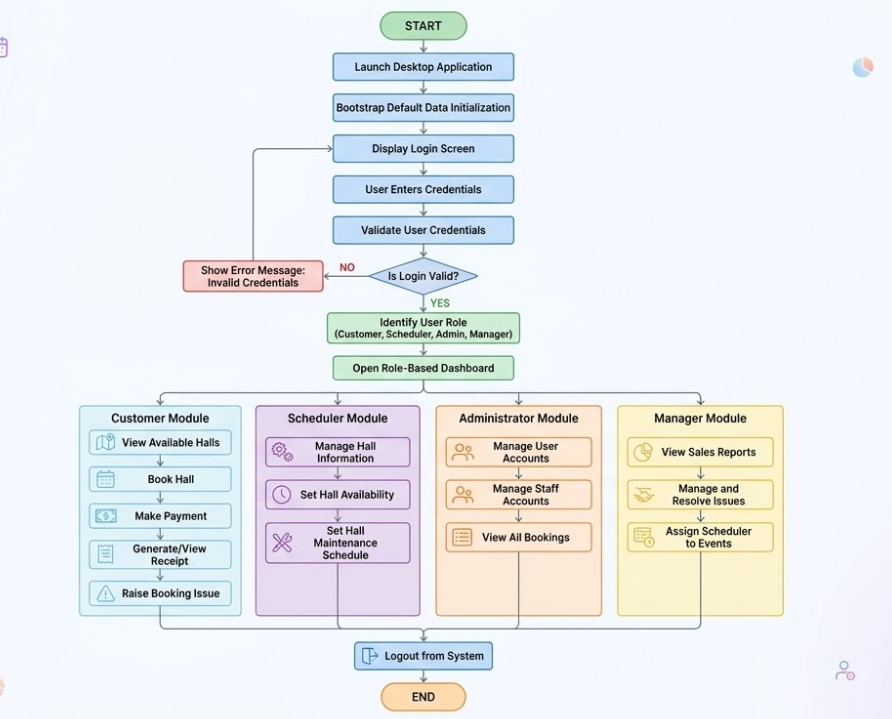 START
Launch Desktop Application
Bootstrap Default Data Initialization
Display Login Screen
User Enters Credentials
Validate User Credentials
Is Login Valid?
NO
Show Error Message:
Invalid Credentials
YES
Identify User Role
(Customer, Scheduler, Admin, Manager)
Open Role-Based Dashboard
Customer Module
View Available Halls
Book Hall
Make Payment
Generate/View
Receipt
Raise Booking Issue
Scheduler Module
Manage Hall
Information
Set Hall Availability
Set Hall
Maintenance
Schedule
Administrator Module
Manage User
Accounts
Manage Staff
Accounts
View All Bookings
Manager Module
View Sales Reports
Manage and
Resolve Issues
Assign Scheduler
to Events
Logout from System
END